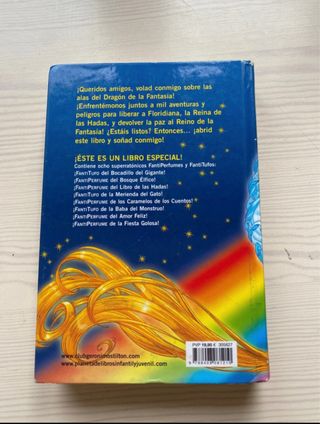 ¡Queridos amigos, volad conmigo sobre las
alas del Dragón de la Fantasía!
¡Enfrentémonos juntos a mil aventuras y
peligros para liberar a Floridiana, la Reina de
las Hadas, y devolver la paz al Reino de la
Fantasía! ¿Estáis listos? Entonces... ¡abrid
este libro y soñad conmigo!
¡ÉSTE ES UN LIBRO ESPECIAL!
Contiene ocho superratónicos FantiPerfumes y FantiTufos:
¡FantiTufo del Bocadillo del Gigante!
¡FantiPerfume del Bosque Élfico!
¡FantiPerfume del Libro de las Hadas!
¡FantiTufo de la Merienda del Gato!
¡FantiPerfume de los Caramelos de los Cuentos!
¡FantiTufo de la Baba del Monstruo!
¡FantiPerfume del Amor Feliz!
¡FantiPerfume de la Fiesta Golosa!
PVP 19,95 €
www.clubgeronimostilton.com
www.planetadelibrosinfantilyjuvenil.com